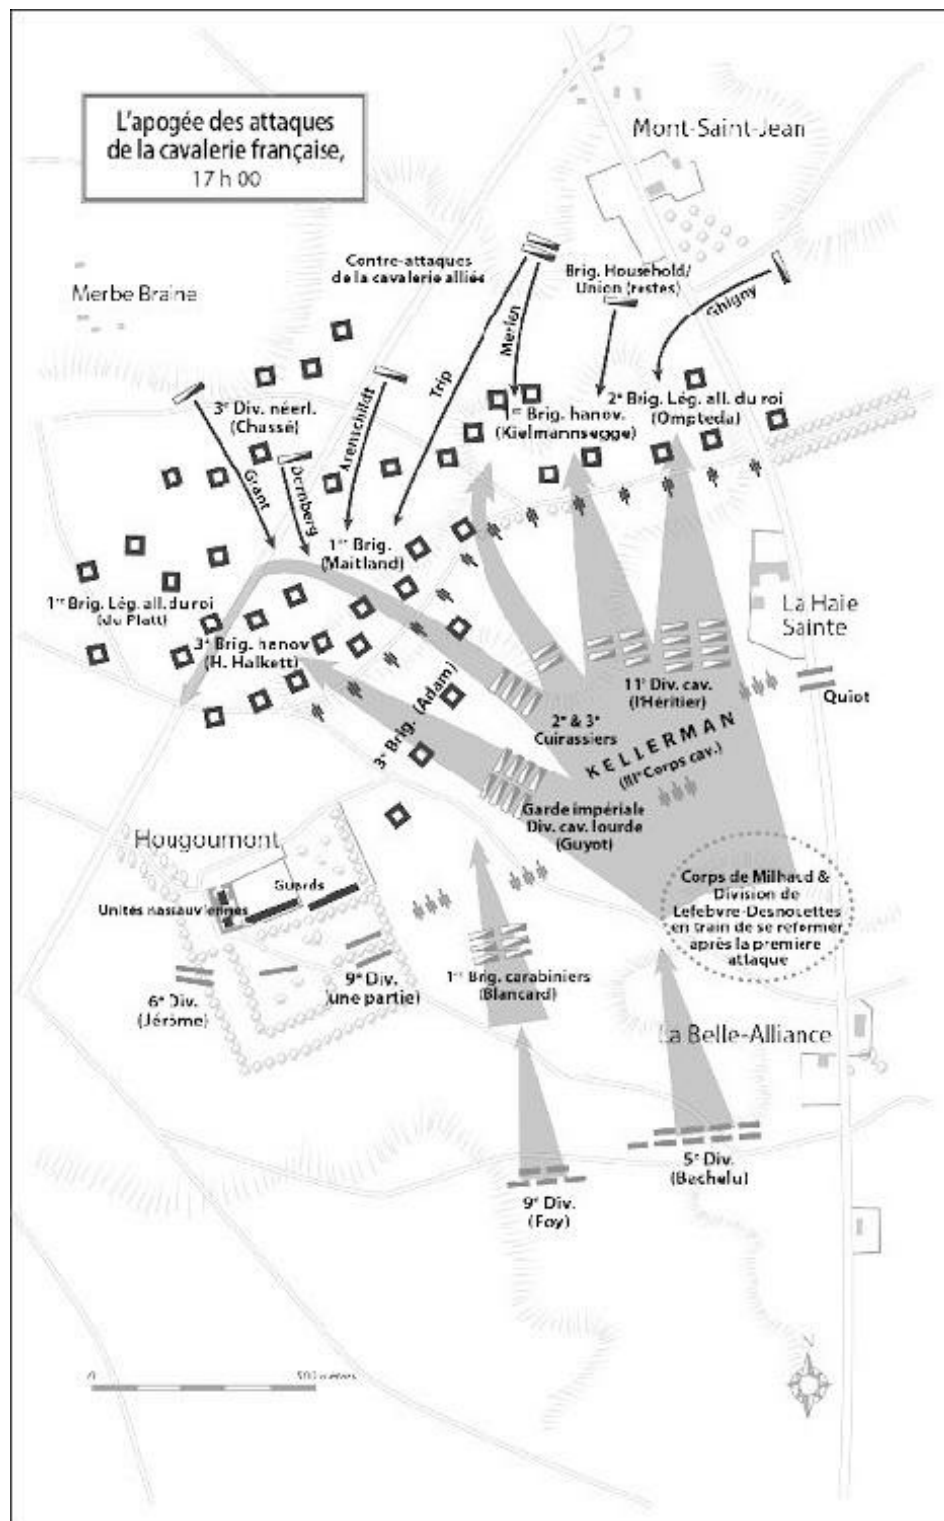 L'apogée des attaques
de la cavalerie française,
17 h 00
Mont-Saint-Jean
Contre-attaques
de la cavalerie alliés
Brig. Household/
Union (restes)
Ghigny
Merbe Braine
Merlen
Trip
Arenschildt
3e Div. néerl.
(Chassé)
Grant
Dörnberg
1re Brig. hanov.
(Kielmannsegge)
2e Brig. Lég. all. du roi
(Ompteda)
1re Brig.
(Maitland)
1re Brig. Lég. all. du roi
(du Platt)
3e Brig. hanov.
(H. Halkett)
3e Brig. (Adam)
La Haie
Sainte
Quiot
11e Div. cav.
(l'Héritier)
2e & 3e
Cuirassiers
KELLERMAN
(IIIe Corps cav.)
Garde impériale
Div. cav. lourde
(Guyot)
Hougoumont
Guards
Unités nassauviennes
Corps de Milhaud &
Division de
Lefebvre-Desnouettes
en train de se reformer
après la première
attaque
6e Div.
(Jérôme)
9e Div.
(une partie)
1re Brig. carabiniers
(Blancard)
La Belle-Alliance
5e Div.
(Bachelu)
9e Div.
(Foy)
0
500 mètres
N